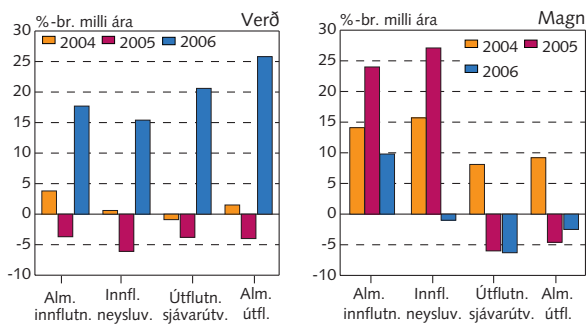 %-br. milli ára Verð
30
25
20
15
10
5
0
-5
-10
2004 2005 2006
Alm. innflutn.
Innfl. neysluv.
Útflutn. sjávarútv.
Alm. útfl.
%-br. milli ára Magn
30
25
20
15
10
5
0
-5
-10
2004 2005
2006
Alm. innflutn.
Innfl. neysluv.
Útflutn. sjávarútv.
Alm. útfl.